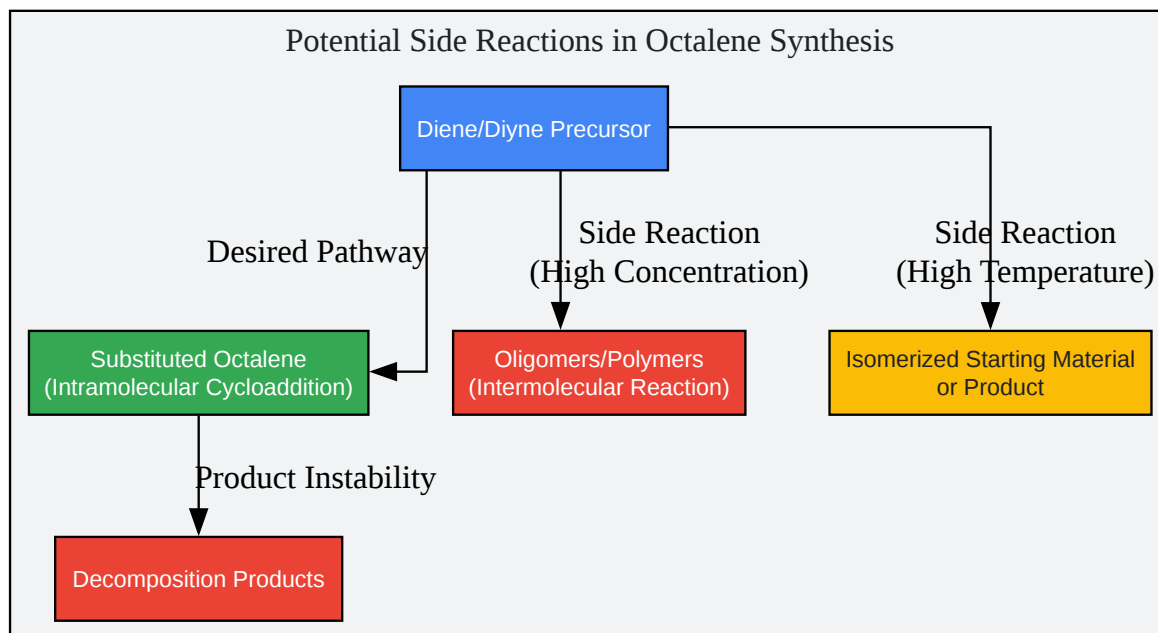 Potential Side Reactions in Octalene Synthesis
Diene/Diyne Precursor
Desired Pathway
Side Reaction
(High Concentration)
Side Reaction
(High Temperature)
Substituted Octalene
(Intramolecular Cycloaddition)
Oligomers/Polymers
(Intermolecular Reaction)
Isomerized Starting Material
or Product
Product Instability
Decomposition Products